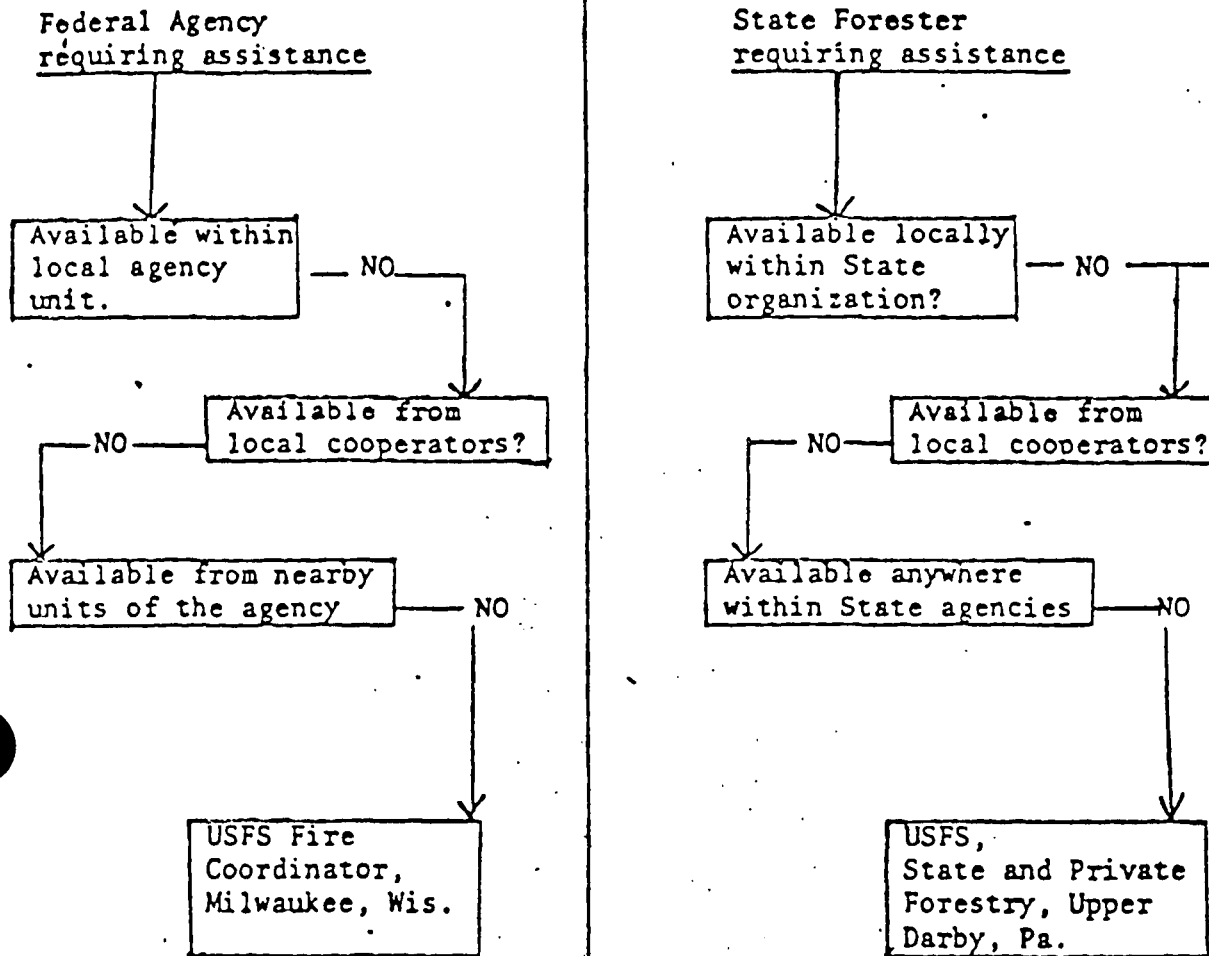 Federal Agency
requiring assistance
Available within
local agency
unit.
NO
Available from
local cooperators?
NO
Available from nearby
units of the agency
NO
USFS Fire
Coordinator,
Milwaukee, Wis.
State Forester
requiring assistance
Available locally
within State
organization?
NO
Available from
local cooperators?
NO
Available anywhere
within State agencies
NO
USFS,
State and Private
Forestry, Upper
Darby, Pa.